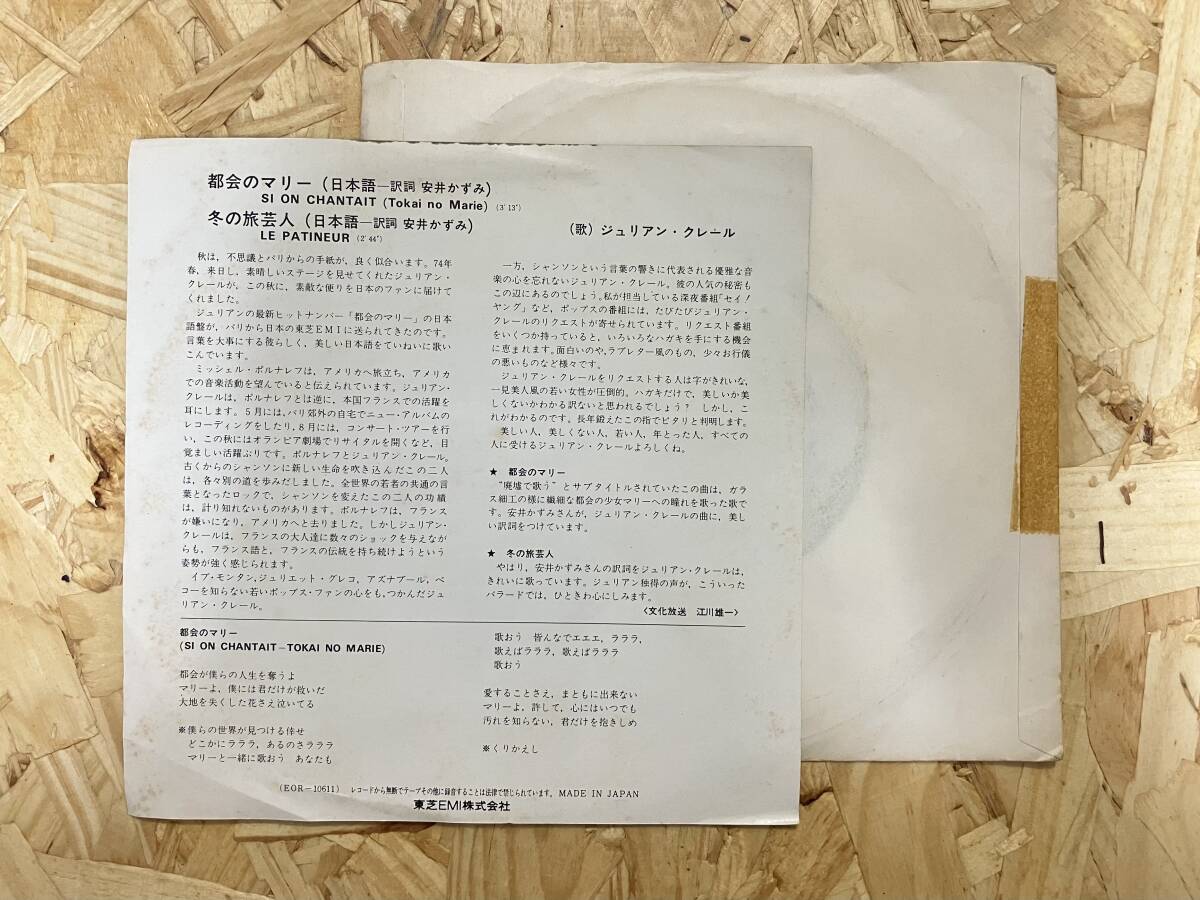 都会のマリー(日本語―訳詞 安井かずみ)
SI ON CHANTAIT (Tokai no Marie) (3′13″)
冬の旅芸人(日本語―訳詞 安井かずみ)
LE PATINEUR (2′44″)
(歌)ジュリアン・クレール
秋は,不思議とパリからの手紙が,良く似合います。74年
春,来日し,素晴しいステージを見せてくれたジュリアン・
クレールが,この秋に,素敵な便りを日本のファンに届けて
くれました。
ジュリアンの最新ヒットナンバー「都会のマリー」の日本
語盤が,パリから日本の東芝EMIに送られてきたのです。
言葉を大事にする彼らしく,美しい日本語をていねいに歌い
こんでいます。
ミッシェル・ポルナレフは,アメリカへ旅立ち,アメリカ
での音楽活動を望んでいると伝えられています。ジュリアン・
クレールは,ポルナレフとは逆に,本国フランスでの活躍を
耳にします。5月には,パリ郊外の自宅でニュー・アルバムの
レコーディングをしたり,8月には,コンサート・ツアーを行
い,この秋にはオランピア劇場でリサイタルを開くなど,目
覚ましい活躍ぶりです。ポルナレフとジュリアン・クレール。
古くからのシャンソンに新しい生命を吹き込んだこの二人
は,各々別の道を歩みだしました。全世界の若者の共通の言
葉となったロックで,シャンソンを変えたこの二人の功績
は,計り知れないものがあります。ポルナレフは,フランス
が嫌いになり,アメリカへと去りました。しかしジュリアン・
クレールは,フランスの大人達に数々のショックを与えなが
らも,フランス語と,フランスの伝統を持ち続けようという
姿勢が強く感じられます。
イブ・モンタン,ジュリエット・グレコ,アズナブール,ベ
コーを知らない若いポップス・ファンの心をも,つかんだジュ
リアン・クレール。
一方,シャンソンという言葉の響きに代表される優雅な音
楽の心を忘れないジュリアン・クレール。彼の人気の秘密も
この辺にあるのでしょう。私が担当している深夜番組「セイ!
ヤング」など,ポップスの番組には,たびたびジュリアン・
クレールのリクエストが寄せられています。リクエスト番組
をいくつか持っていると,いろいろなハガキを手にする機会
に恵まれます。面白いのや,ラブレター風のもの,少々お行儀
の悪いものなど様々です。
ジュリアン・クレールをリクエストする人は字がきれいな,
一見美人風の若い女性が圧倒的。ハガキだけで,美しいか美
しくないかわかる訳ないと思われるでしょう? しかし,こ
れがわかるのです。長年鍛えたこの指でピタリと判明します。
美しい人,美しくない人,若い人,年とった人,すべての
人に受けるジュリアン・クレールよろしくね。
★ 都会のマリー
“廃墟で歌う”とサブタイトルされていたこの曲は,ガラ
ス細工の様に繊細な都会の少女マリーへの憧れを歌った歌で
す。安井かずみさんが,ジュリアン・クレールの曲に,美し
い訳詞をつけています。
★ 冬の旅芸人
やはり,安井かずみさんの訳詞をジュリアン・クレールは,
きれいに歌っています。ジュリアン独得の声が,こういった
バラードでは,ひときわ心にしみます。
〈文化放送 江川雄一〉
都会のマリー
(SI ON CHANTAIT–TOKAI NO MARIE)
都会が僕らの人生を奪うよ
マリーよ,僕には君だけが救いだ
大地を失くした花さえ泣いてる
※僕らの世界が見つける倖せ
どこかにラララ,あるのさラララ
マリーと一緒に歌おう あなたも
歌おう 皆んなでエエエ,ラララ,
歌えばラララ,歌えばラララ
歌おう
愛することさえ,まともに出来ない
マリーよ,許して,心にはいつでも
汚れを知らない,君だけを抱きしめ
※くりかえし
(EOR-10611) レコードから無断でテープその他に録音することは法律で禁じられています。MADE IN JAPAN
東芝EMI株式会社